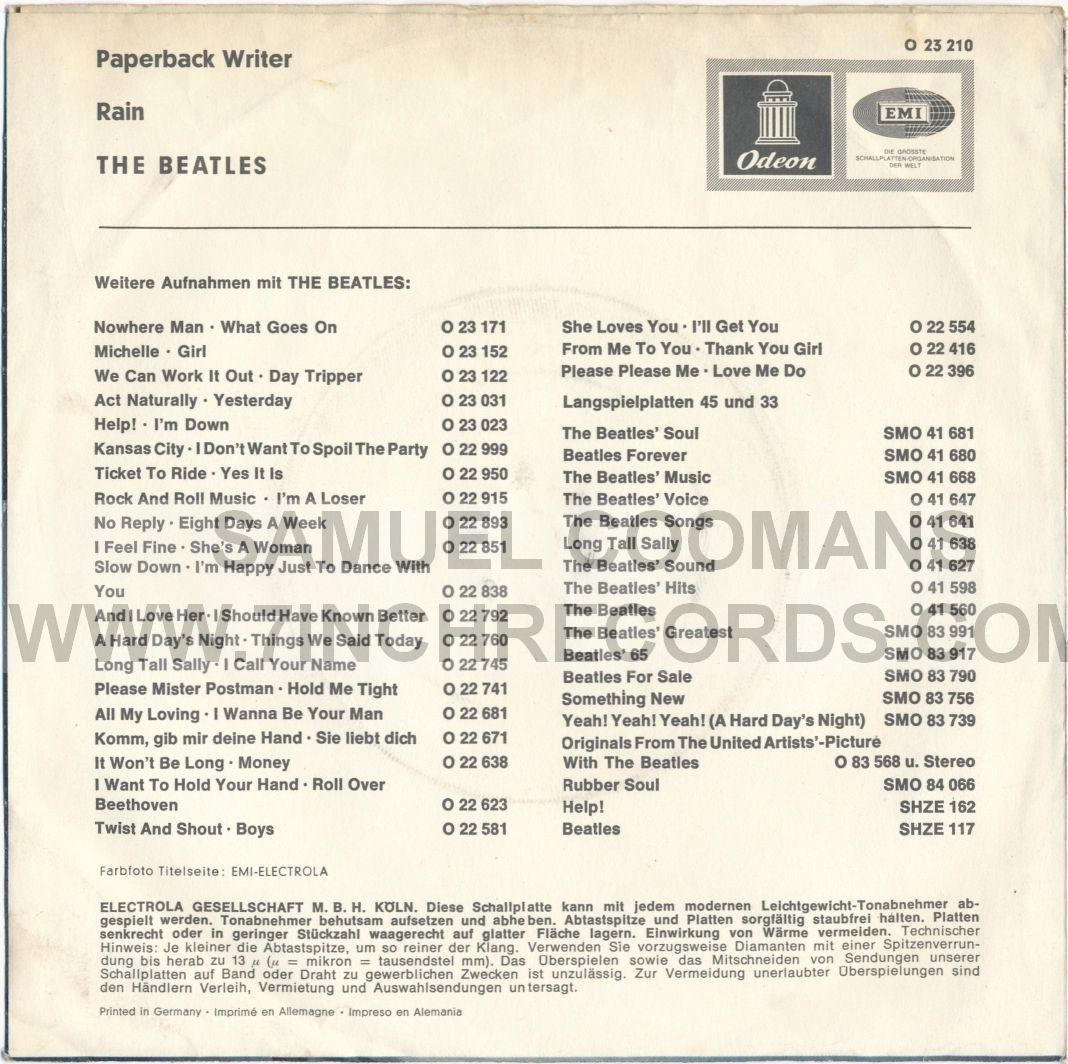 Paperback Writer
Rain
THE BEATLES
O 23 210
Odeon
EMI
DIE GRÖSSTE
SCHALLPLATTEN-ORGANISATION
DER WELT
Weitere Aufnahmen mit THE BEATLES:
Nowhere Man · What Goes On O 23 171
Michelle · Girl O 23 152
We Can Work It Out · Day Tripper O 23 122
Act Naturally · Yesterday O 23 031
Help! · I'm Down O 23 023
Kansas City · I Don't Want To Spoil The Party O 22 999
Ticket To Ride · Yes It Is O 22 950
Rock And Roll Music · I'm A Loser O 22 915
No Reply · Eight Days A Week O 22 893
I Feel Fine · She's A Woman O 22 851
Slow Down · I'm Happy Just To Dance With
You O 22 838
And I Love Her · I Should Have Known Better O 22 792
A Hard Day's Night · Things We Said Today O 22 760
Long Tall Sally · I Call Your Name O 22 745
Please Mister Postman · Hold Me Tight O 22 741
All My Loving · I Wanna Be Your Man O 22 681
Komm, gib mir deine Hand · Sie liebt dich O 22 671
It Won't Be Long · Money O 22 638
I Want To Hold Your Hand · Roll Over
Beethoven O 22 623
Twist And Shout · Boys O 22 581
She Loves You · I'll Get You O 22 554
From Me To You · Thank You Girl O 22 416
Please Please Me · Love Me Do O 22 396
Langspielplatten 45 und 33
The Beatles' Soul SMO 41 681
Beatles Forever SMO 41 680
The Beatles' Music SMO 41 668
The Beatles' Voice O 41 647
The Beatles Songs O 41 641
Long Tall Sally O 41 638
The Beatles' Sound O 41 627
The Beatles' Hits O 41 598
The Beatles O 41 560
The Beatles' Greatest SMO 83 991
Beatles' 65 SMO 83 917
Beatles For Sale SMO 83 790
Something New SMO 83 756
Yeah! Yeah! Yeah! (A Hard Day's Night) SMO 83 739
Originals From The United Artists'-Picture
With The Beatles O 83 568 u. Stereo
Rubber Soul SMO 84 066
Help! SHZE 162
Beatles SHZE 117
SAMUEL COOMANS
WWW.7INCHRECORDS.COM
Farbfoto Titelseite: EMI-ELECTROLA
ELECTROLA GESELLSCHAFT M. B. H. KÖLN. Diese Schallplatte kann mit jedem modernen Leichtgewicht-Tonabnehmer ab-
gespielt werden. Tonabnehmer behutsam aufsetzen und abheben. Abtastspitze und Platten sorgfältig staubfrei halten. Platten
senkrecht oder in geringer Stückzahl waagerecht auf glatter Fläche lagern. Einwirkung von Wärme vermeiden. Technischer
Hinweis: Je kleiner die Abtastspitze, um so reiner der Klang. Verwenden Sie vorzugsweise Diamanten mit einer Spitzenverrun-
dung bis herab zu 13 µ (µ = mikron = tausendstel mm). Das Überspielen sowie das Mitschneiden von Sendungen unserer
Schallplatten auf Band oder Draht zu gewerblichen Zwecken ist unzulässig. Zur Vermeidung unerlaubter Überspielungen sind
den Händlern Verleih, Vermietung und Auswahlsendungen untersagt.
Printed in Germany · Imprimé en Allemagne · Impreso en Alemania